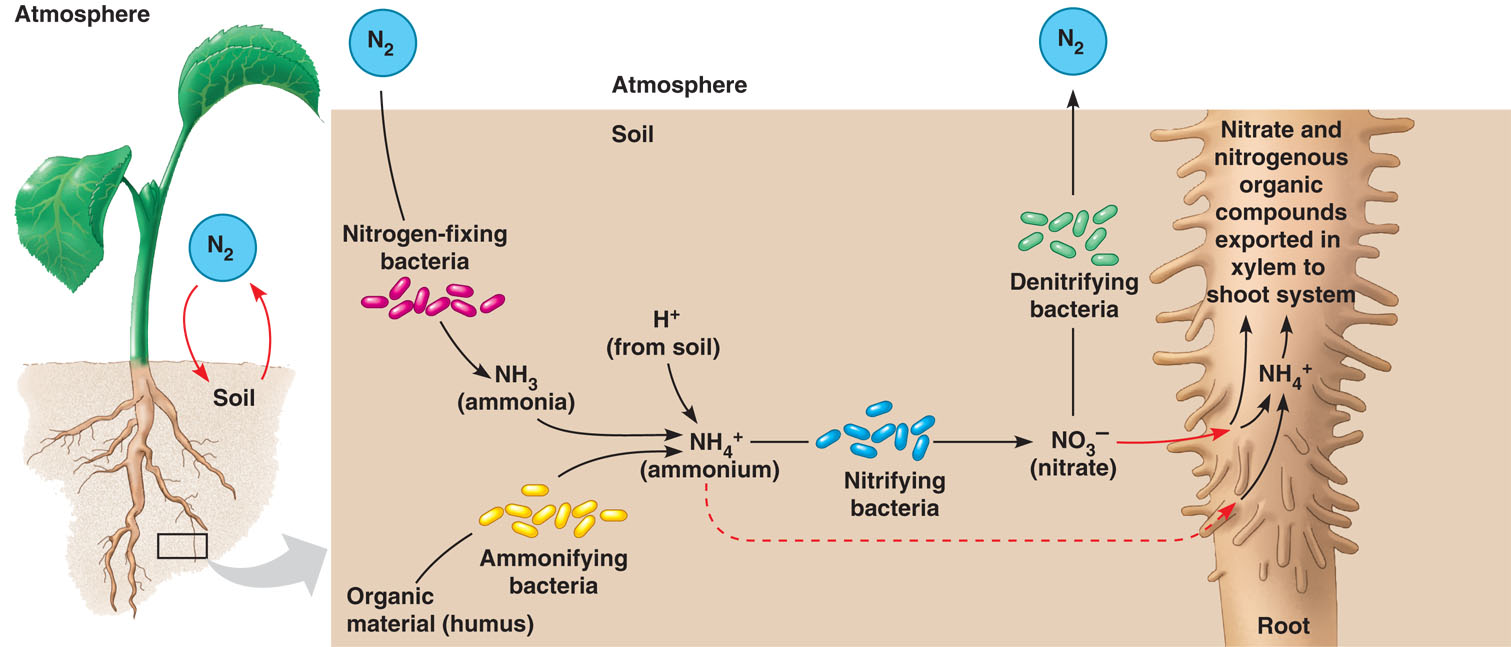 Atmosphere
N₂
Soil
N₂
Atmosphere
Soil
Nitrogen-fixing
bacteria
NH₃
(ammonia)
H⁺
(from soil)
NH₄⁺
(ammonium)
Organic
material (humus)
Ammonifying
bacteria
Nitrifying
bacteria
NO₃⁻
(nitrate)
Denitrifying
bacteria
N₂
Nitrate and
nitrogenous
organic
compounds
exported in
xylem to
shoot system
NH₄⁺
Root